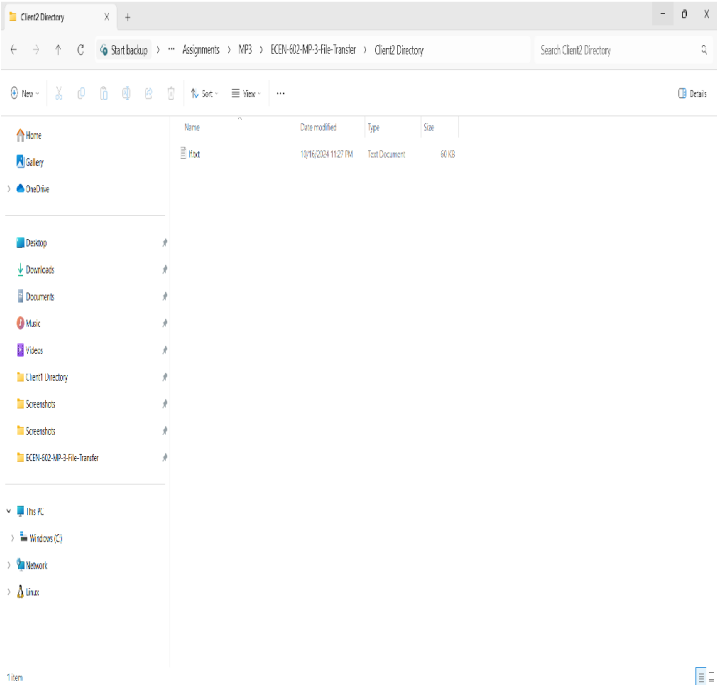 Client2 Directory
Start backup > ... Assignments > MP3 > ECEN-602-MP-3-File-Transfer > Client2 Directory
Search Client2 Directory
New
Sort
View
...
Details
Name Date modified Type Size
10/16/2024 11:27 PM Text Document 60 KB
Home
Gallery
OneDrive
Desktop
Downloads
Documents
Music
Videos
Client1 Directory
Screenshots
Screenshots
ECEN-602-MP-3-File-Transfer
This PC
Windows (C:)
Network
Linux
1 item